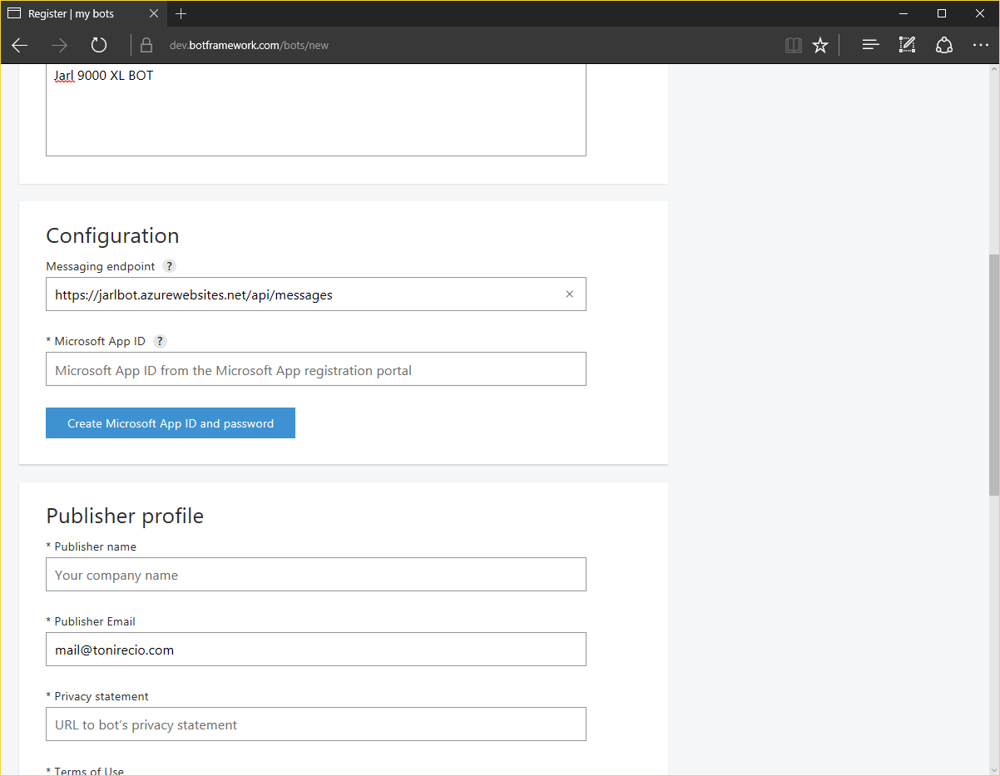 Register | my bots
dev.botframework.com/bots/new
Jarl 9000 XL BOT
Configuration
Messaging endpoint ?
https://jarlbot.azurewebsites.net/api/messages
* Microsoft App ID ?
Microsoft App ID from the Microsoft App registration portal
Create Microsoft App ID and password
Publisher profile
* Publisher name
Your company name
* Publisher Email
mail@tonirecio.com
* Privacy statement
URL to bot's privacy statement
* Terms of Use